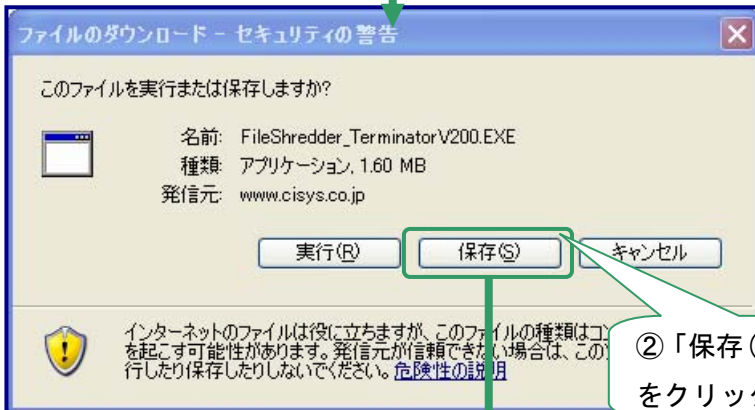 ファイルのダウンロード - セキュリティの警告
このファイルを実行または保存しますか?
名前: FileShredder_TerminatorV200.EXE
種類: アプリケーション, 1.60 MB
発信元: www.cisys.co.jp
実行(R) 保存(S) キャンセル
インターネットのファイルは役に立ちますが、このファイルの種類はコン
を起こす可能性があります。発信元が信頼できない場合は、この
行したり保存したりしないでください。危険性の説明
②「保存(
をクリック